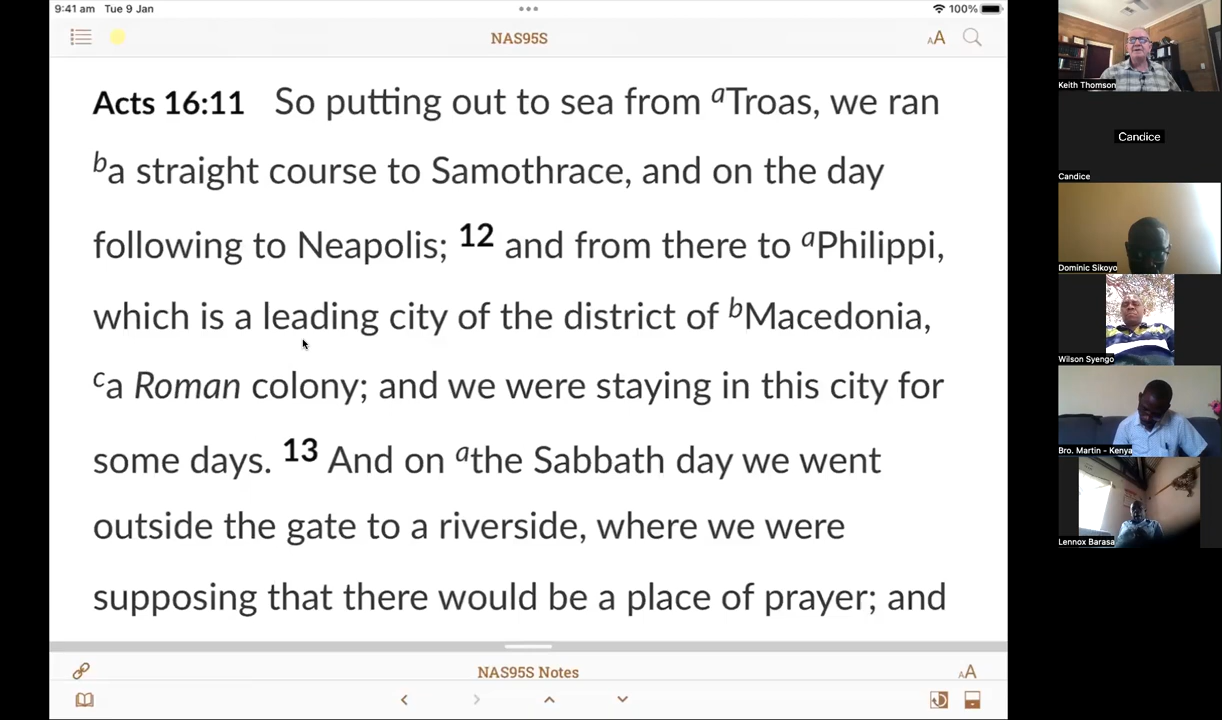 9:41 am Tue 9 Jan
100%
NAS95S
AA
Acts 16:11 So putting out to sea from aTroas, we ran
ba straight course to Samothrace, and on the day
following to Neapolis; 12 and from there to aPhilippi,
which is a leading city of the district of bMacedonia,
ca Roman colony; and we were staying in this city for
some days. 13 And on athe Sabbath day we went
outside the gate to a riverside, where we were
supposing that there would be a place of prayer; and
NAS95S Notes
AA
Keith Thomson
Candice
Candice
Dominic Sikoyo
Wilson Syengo
Bro. Martin - Kenya
Lennox Barasa